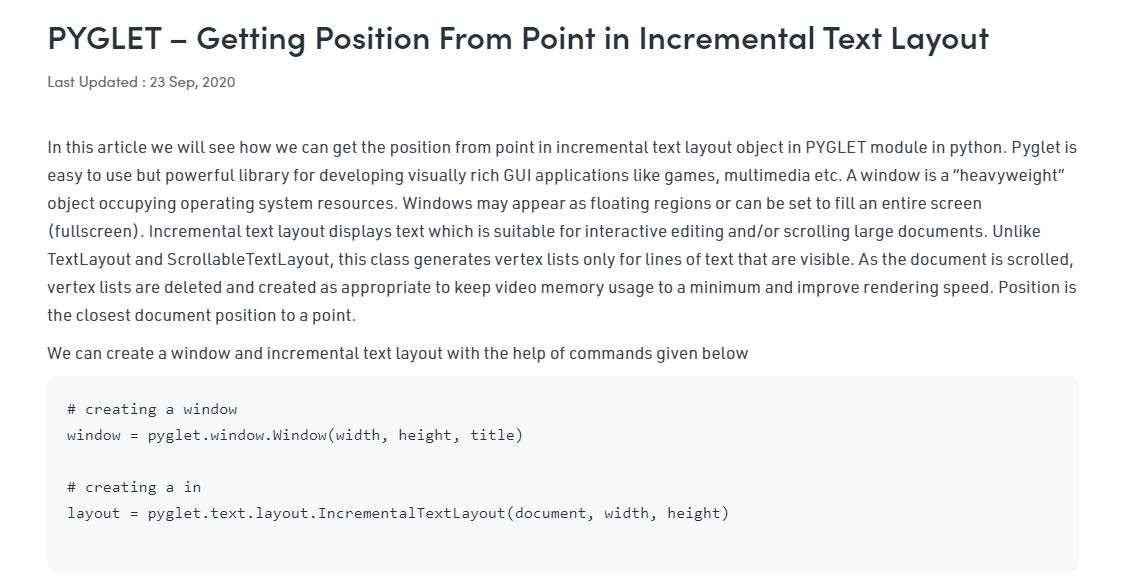 PYGLET – Getting Position From Point in Incremental Text Layout
Last Updated : 23 Sep, 2020
In this article we will see how we can get the position from point in incremental text layout object in PYGLET module in python. Pyglet is
easy to use but powerful library for developing visually rich GUI applications like games, multimedia etc. A window is a “heavyweight”
object occupying operating system resources. Windows may appear as floating regions or can be set to fill an entire screen
(fullscreen). Incremental text layout displays text which is suitable for interactive editing and/or scrolling large documents. Unlike
TextLayout and ScrollableTextLayout, this class generates vertex lists only for lines of text that are visible. As the document is scrolled,
vertex lists are deleted and created as appropriate to keep video memory usage to a minimum and improve rendering speed. Position is
the closest document position to a point.
We can create a window and incremental text layout with the help of commands given below
# creating a window
window = pyglet.window.Window(width, height, title)
# creating a in
layout = pyglet.text.layout.IncrementalTextLayout(document, width, height)